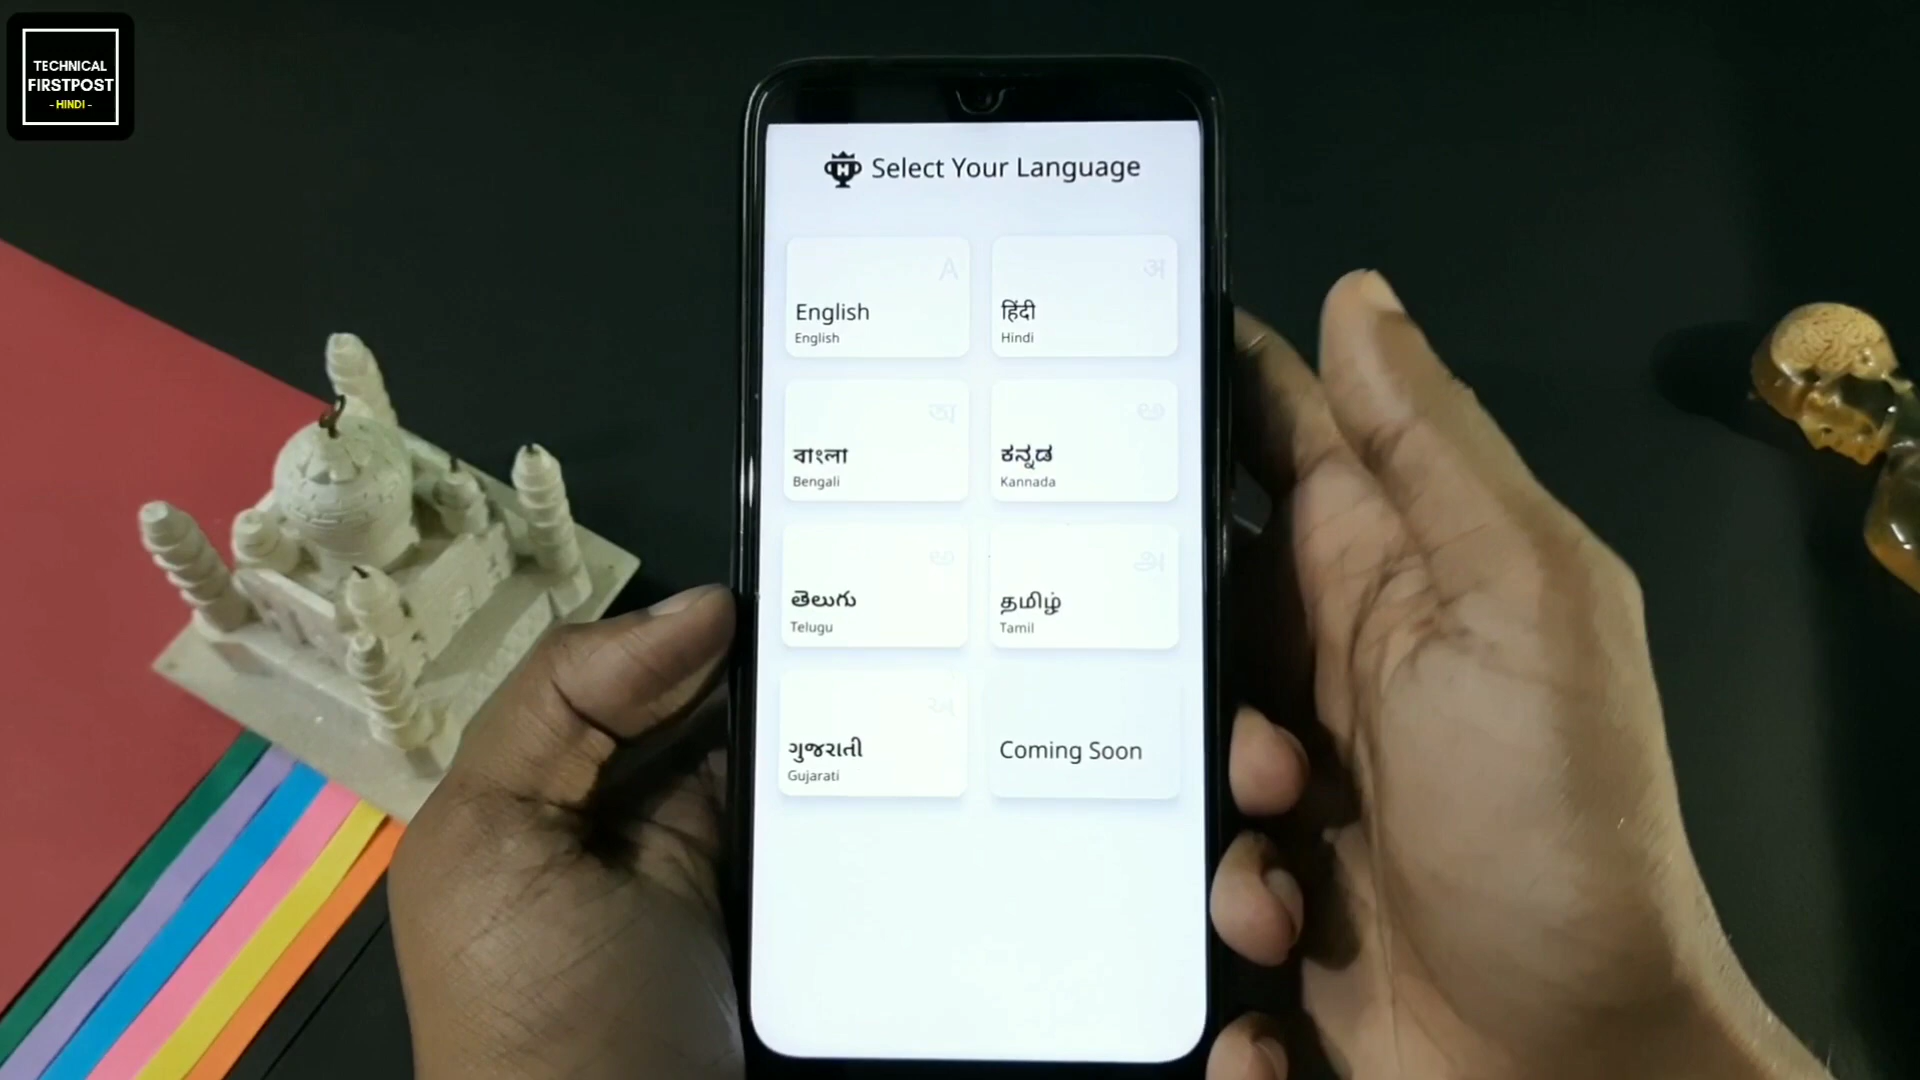 TECHNICAL
FIRSTPOST
- HINDI -
Select Your Language
A
English
English
अ
हिंदी
Hindi
অ
বাংলা
Bengali
ಅ
ಕನ್ನಡ
Kannada
అ
తెలుగు
Telugu
அ
தமிழ்
Tamil
અ
ગુજરાતી
Gujarati
Coming Soon